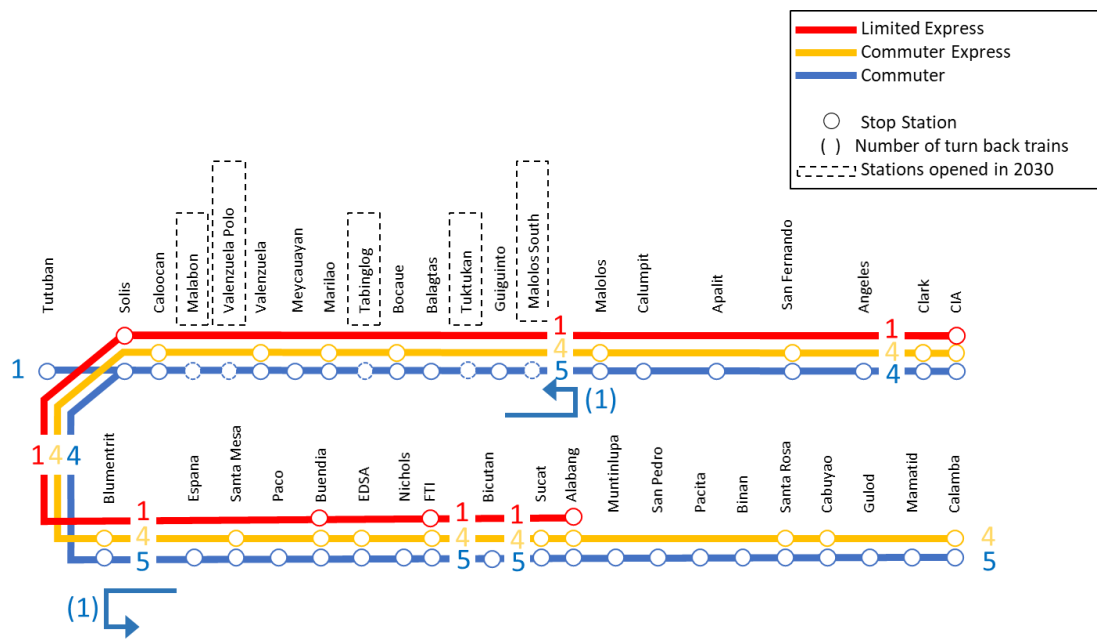 Limited Express
Commuter Express
Commuter
Stop Station
( ) Number of turn back trains
Stations opened in 2030
Tutuban
Solis
Caloocan
Malabon
Valenzuela Polo
Valenzuela
Meycauayan
Marilao
Tabinglog
Bocaue
Balagtas
Tuktukan
Guiguinto
Malolos South
Malolos
Calumpit
Apalit
San Fernando
Angeles
Clark
CIA
1 1
4 4
1 5 4
(1)
1 4 4
Blumentrit
Espana
Santa Mesa
Paco
Buendia
EDSA
Nichols
FTI
Bicutan
Sucat
Alabang
Muntinlupa
San Pedro
Pacita
Binan
Santa Rosa
Cabuyao
Gulod
Mamatid
Calamba
1 1 1
4 4 4 4
5 5 5 5
(1)